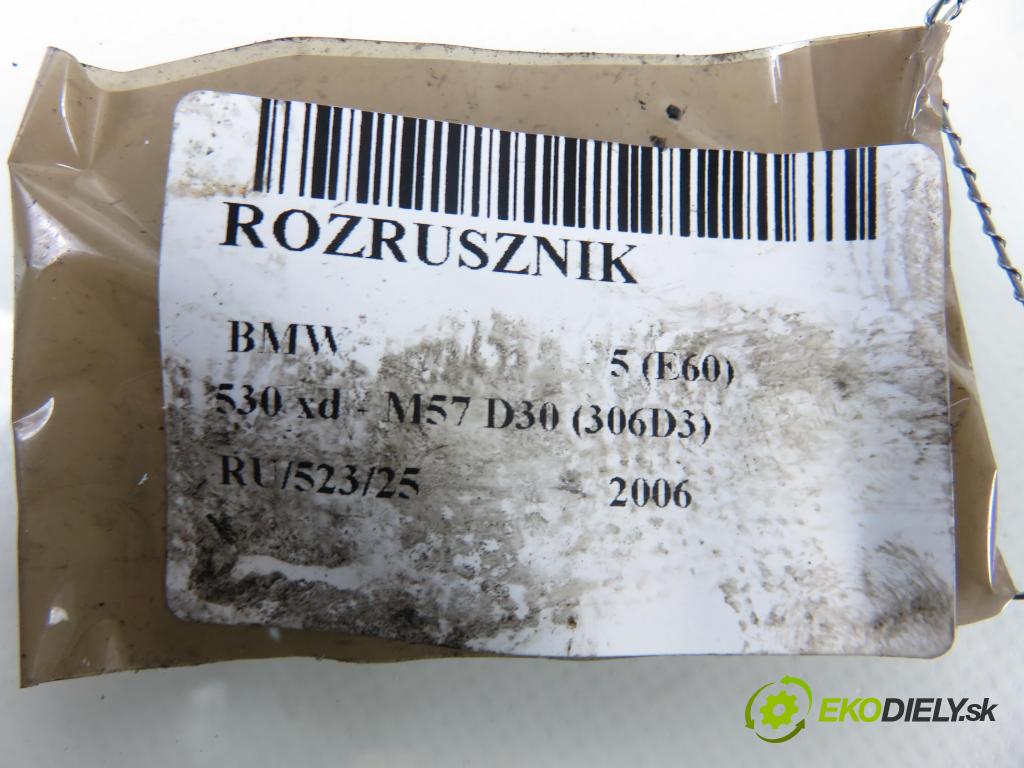 ROZRUSZNIK
BMW 5 (E60)
530 xd - M57 D30 (306D3)
RU/523/25 2006
EKODIELY.sk